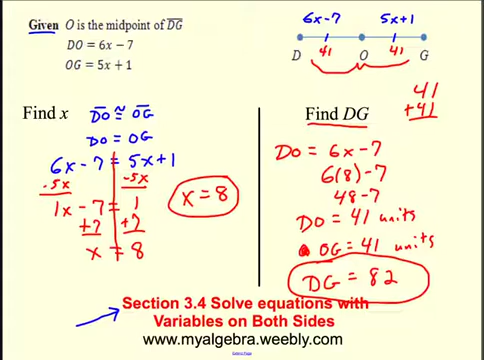 Given O is the midpoint of DG
DO = 6x − 7
OG = 5x + 1
6x-7 5x+1
41 41
D O G
Find x
DO ≅ OG
DO = OG
6x-7 = 5x+1
-5x -5x
1x - 7 = 1
+7 +7
x = 8
x = 8
41
+41
Find DG
DO = 6x-7
6(8)-7
48-7
DO = 41 units
OG = 41 units
DG = 82
Section 3.4 Solve equations with
Variables on Both Sides
www.myalgebra.weebly.com